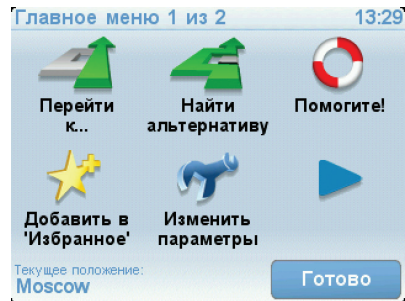 Главное меню 1 из 2 13:29
Перейти к...
Найти альтернативу
Помогите!
Добавить в 'Избранное'
Изменить параметры
Текущее положение:
Moscow
Готово